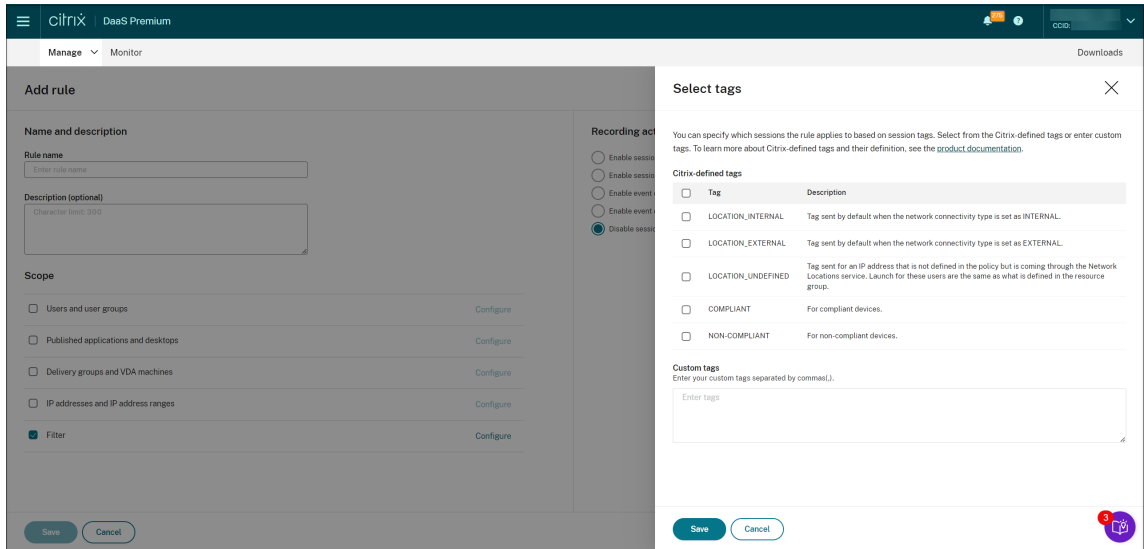 citrix | DaaS Premium
275
?
CCID:
Manage
Monitor
Downloads
Add rule
Name and description
Rule name
Enter rule name
Description (optional)
Character limit: 300
Scope
Users and user groups
Configure
Published applications and desktops
Configure
Delivery groups and VDA machines
Configure
IP addresses and IP address ranges
Configure
Filter
Configure
Save
Cancel
Recording act
Enable sessio
Enable sessio
Enable event
Enable event
Disable sessio
Select tags
You can specify which sessions the rule applies to based on session tags. Select from the Citrix-defined tags or enter custom
tags. To learn more about Citrix-defined tags and their definition, see the product documentation.
Citrix-defined tags
Tag
Description
LOCATION_INTERNAL
Tag sent by default when the network connectivity type is set as INTERNAL.
LOCATION_EXTERNAL
Tag sent by default when the network connectivity type is set as EXTERNAL.
LOCATION_UNDEFINED
Tag sent for an IP address that is not defined in the policy but is coming through the Network
Locations service. Launch for these users are the same as what is defined in the resource
group.
COMPLIANT
For compliant devices.
NON-COMPLIANT
For non-compliant devices.
Custom tags
Enter your custom tags separated by commas(,).
Enter tags
Save
Cancel
3